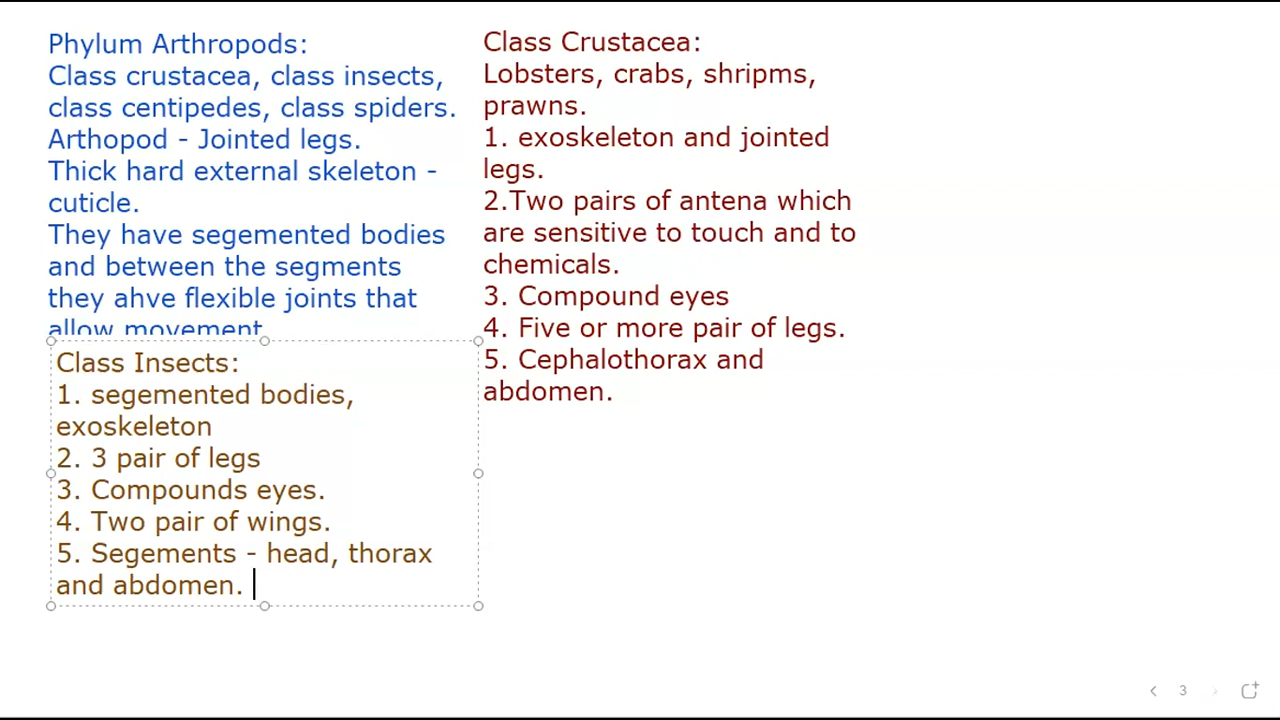 Phylum Arthropods:
Class crustacea, class insects,
class centipedes, class spiders.
Arthopod - Jointed legs.
Thick hard external skeleton -
cuticle.
They have segemented bodies
and between the segments
they ahve flexible joints that
allow movement
Class Insects:
1. segemented bodies,
exoskeleton
2. 3 pair of legs
3. Compounds eyes.
4. Two pair of wings.
5. Segements - head, thorax
and abdomen.
Class Crustacea:
Lobsters, crabs, shripms,
prawns.
1. exoskeleton and jointed
legs.
2.Two pairs of antena which
are sensitive to touch and to
chemicals.
3. Compound eyes
4. Five or more pair of legs.
5. Cephalothorax and
abdomen.
3